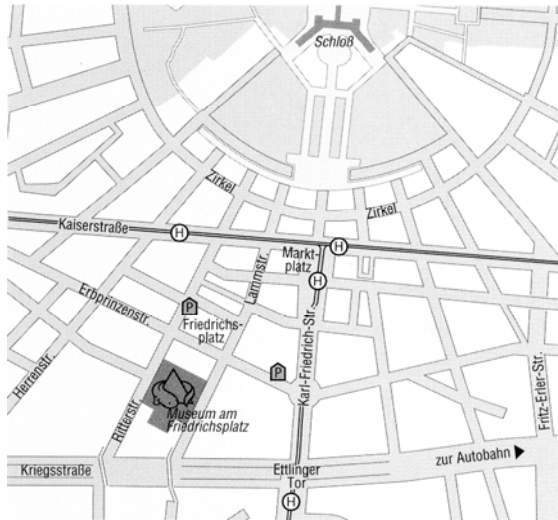 Schloß
Zirkel
Zirkel
Kaiserstraße
H
H
Markt-
platz
Lammstr.
H
Erbprinzenstr.
P
Friedrichs-
platz
Karl-Friedrich-Str.
P
Herrenstr.
Ritterstr.
Museum am
Friedrichsplatz
Fritz-Erler-Str.
Kriegsstraße
Ettlinger
Tor
zur Autobahn
H